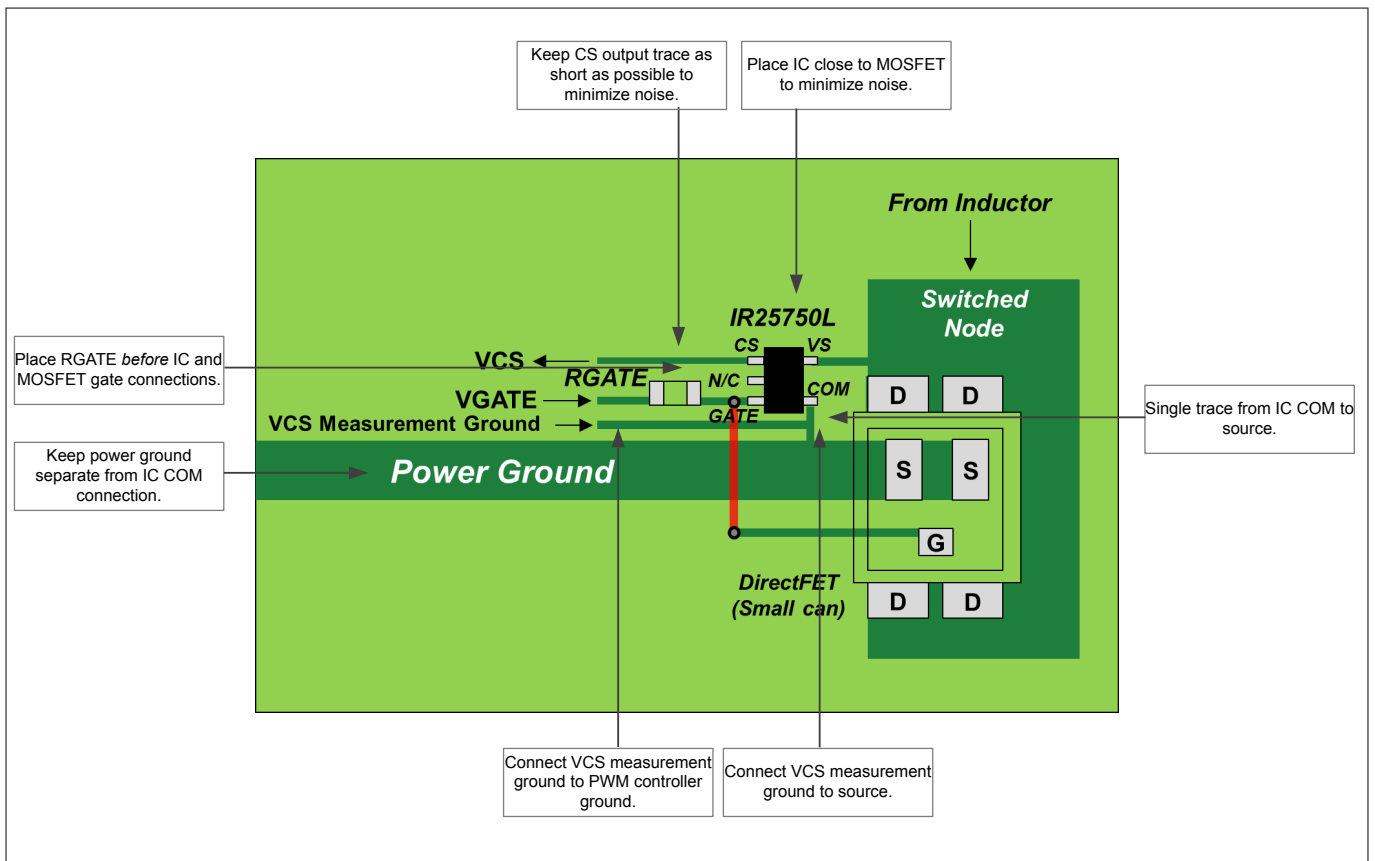 Keep CS output trace as
short as possible to
minimize noise.
Place IC close to MOSFET
to minimize noise.
From Inductor
Switched
Node
IR25750L
CS
VS
VCS
Place RGATE before IC and
MOSFET gate connections.
RGATE
N/C
COM
VGATE
GATE
D
D
Single trace from IC COM to
source.
VCS Measurement Ground
Keep power ground
separate from IC COM
connection.
Power Ground
S
S
G
DirectFET
(Small can)
D
D
Connect VCS measurement
ground to PWM controller
ground.
Connect VCS measurement
ground to source.